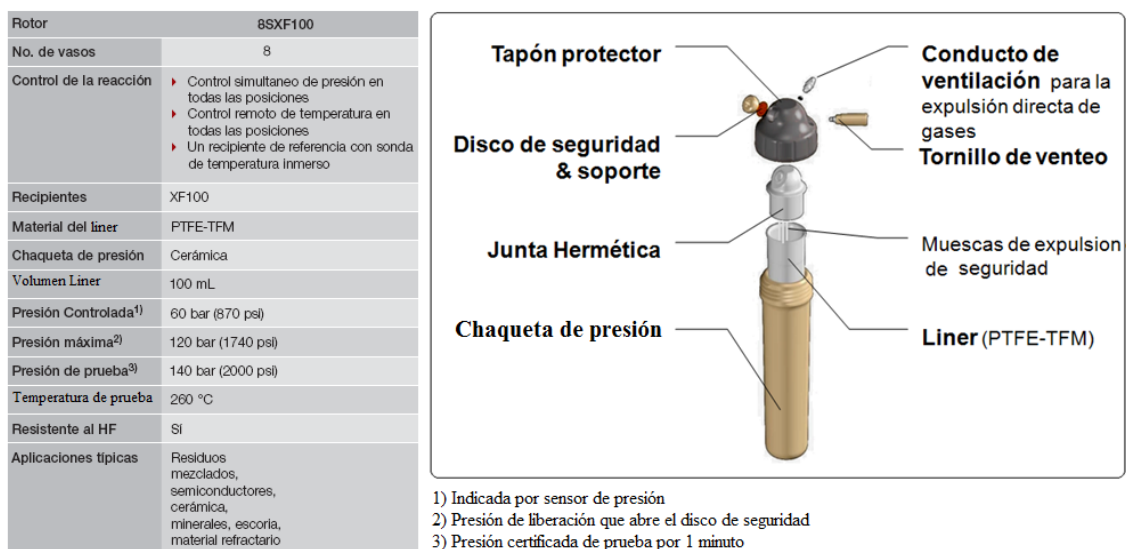 Rotor 8SXF100
No. de vasos 8
Control de la reacción
Control simultaneo de presión en
todas las posiciones
Control remoto de temperatura en
todas las posiciones
Un recipiente de referencia con sonda
de temperatura inmerso
Recipientes XF100
Material del liner PTFE-TFM
Chaqueta de presión Cerámica
Volumen Liner 100 mL
Presión Controlada1) 60 bar (870 psi)
Presión máxima2) 120 bar (1740 psi)
Presión de prueba3) 140 bar (2000 psi)
Temperatura de prueba 260 °C
Resistente al HF Sí
Aplicaciones típicas Residuos
mezclados,
semiconductores,
cerámica,
minerales, escoria,
material refractario
Tapón protector
Disco de seguridad
& soporte
Junta Hermética
Chaqueta de presión
Conducto de
ventilación para la
expulsión directa de
gases
Tornillo de venteo
Muescas de expulsion
de seguridad
Liner (PTFE-TFM)
1) Indicada por sensor de presión
2) Presión de liberación que abre el disco de seguridad
3) Presión certificada de prueba por 1 minuto